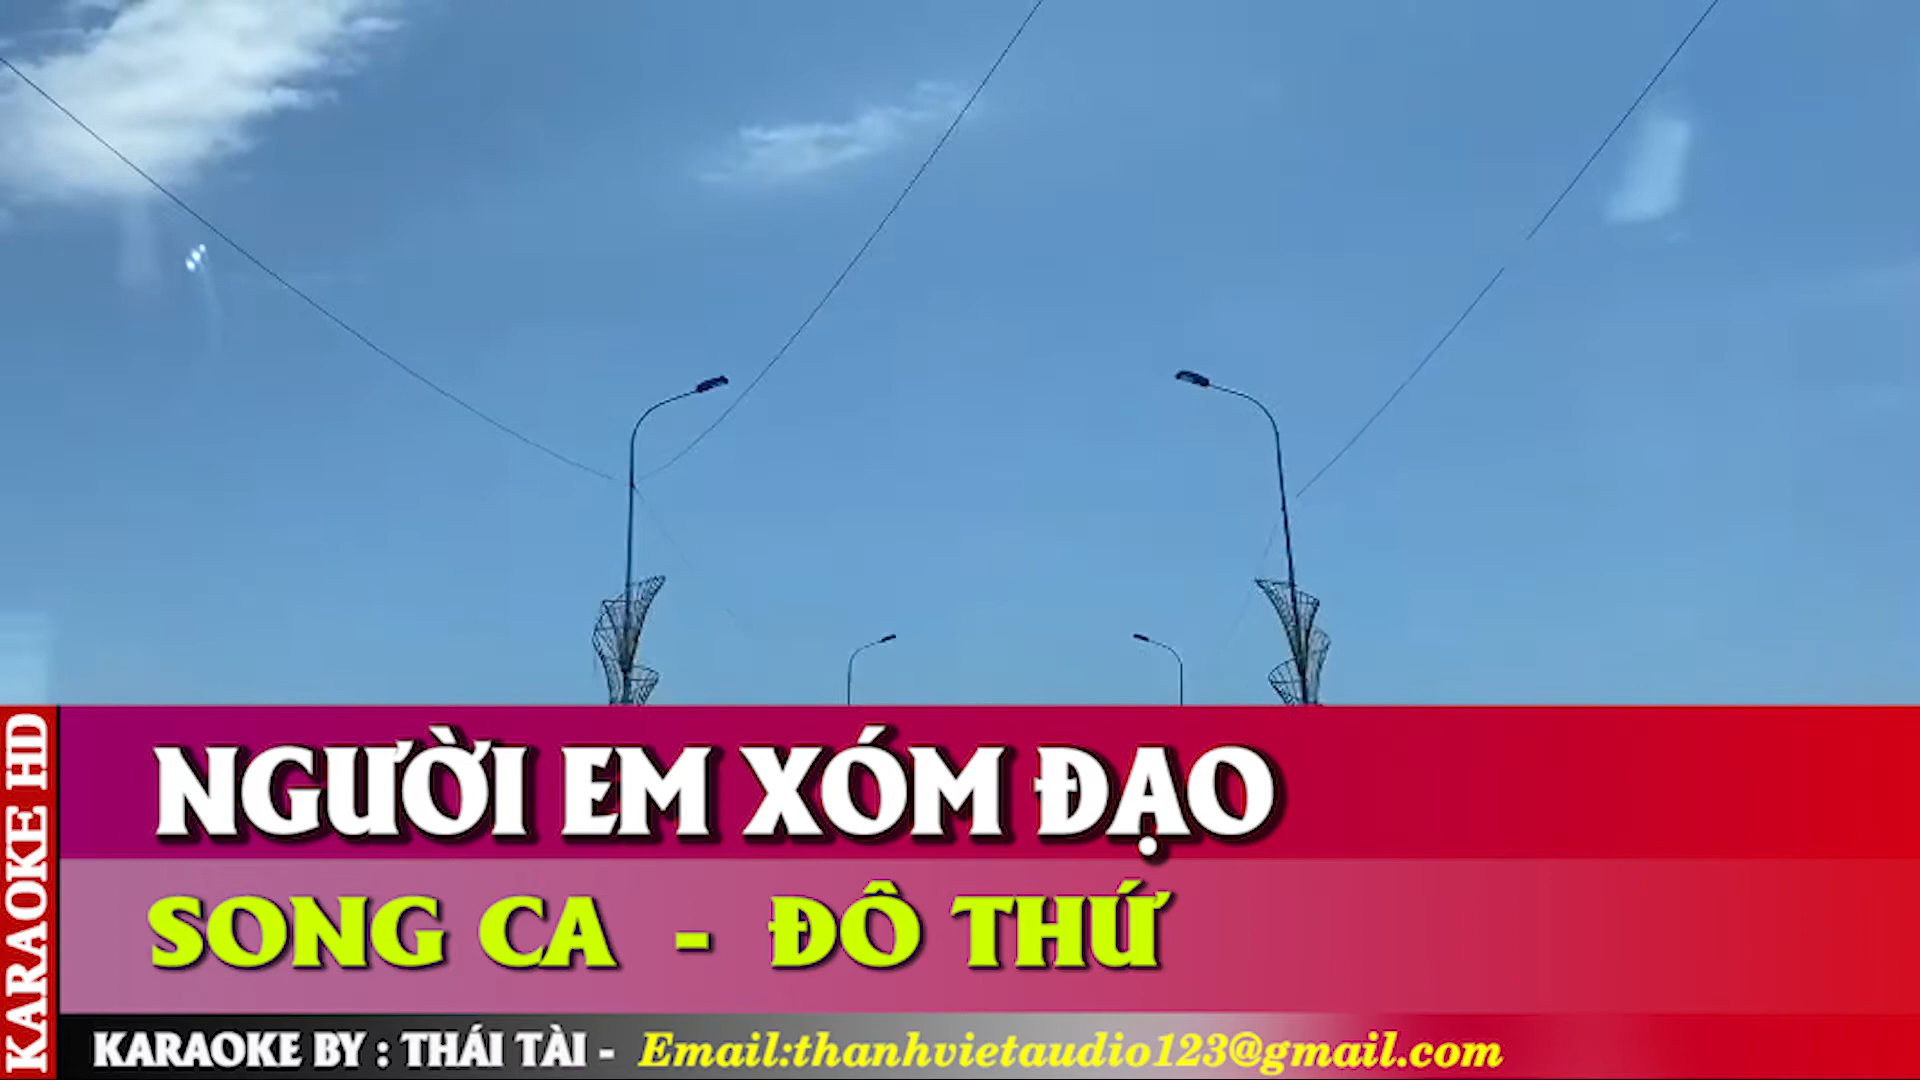 NGƯỜI EM XÓM ĐẠO
SONG CA - ĐÔ THỨ
KARAOKE BY : THÁI TÀI - Email:thanhvietaudio123@gmail.com
KARAOKE HD